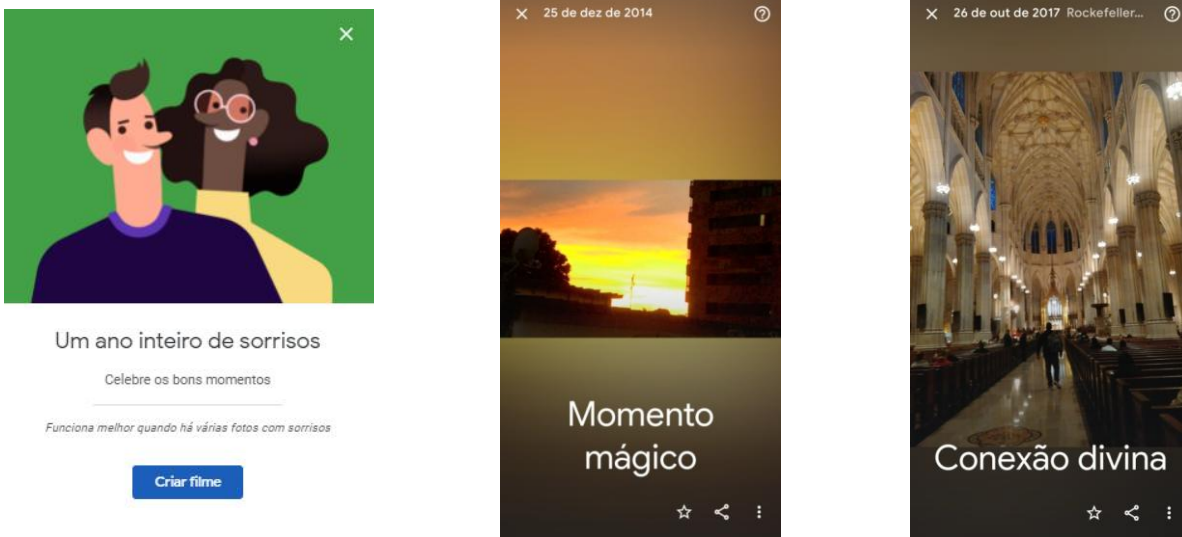 Um ano inteiro de sorrisos
Celebre os bons momentos
Funciona melhor quando há várias fotos com sorrisos
Criar filme
25 de dez de 2014
Momento
mágico
26 de out de 2017 Rockefeller...
Conexão divina